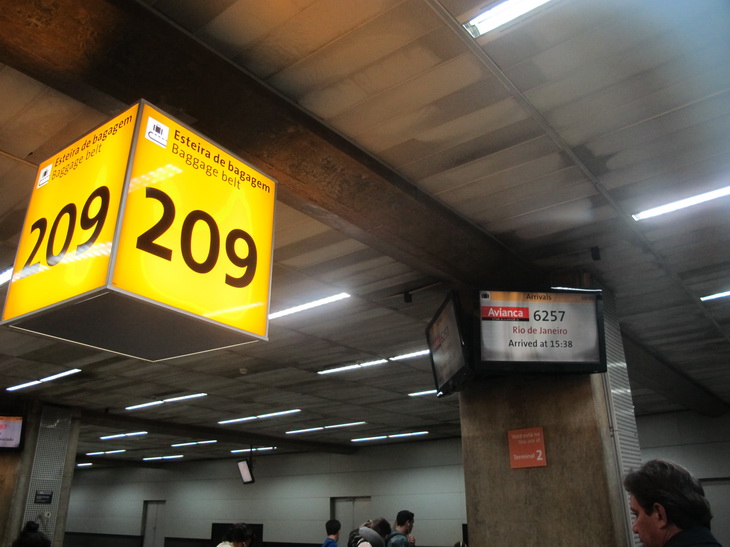 Esteira de bagagem
Baggage belt
209
Esteira de bagagem
Baggage belt
209
Arrivals
Avianca 6257
Rio de Janeiro
Arrived at 15:38
Terminal 2